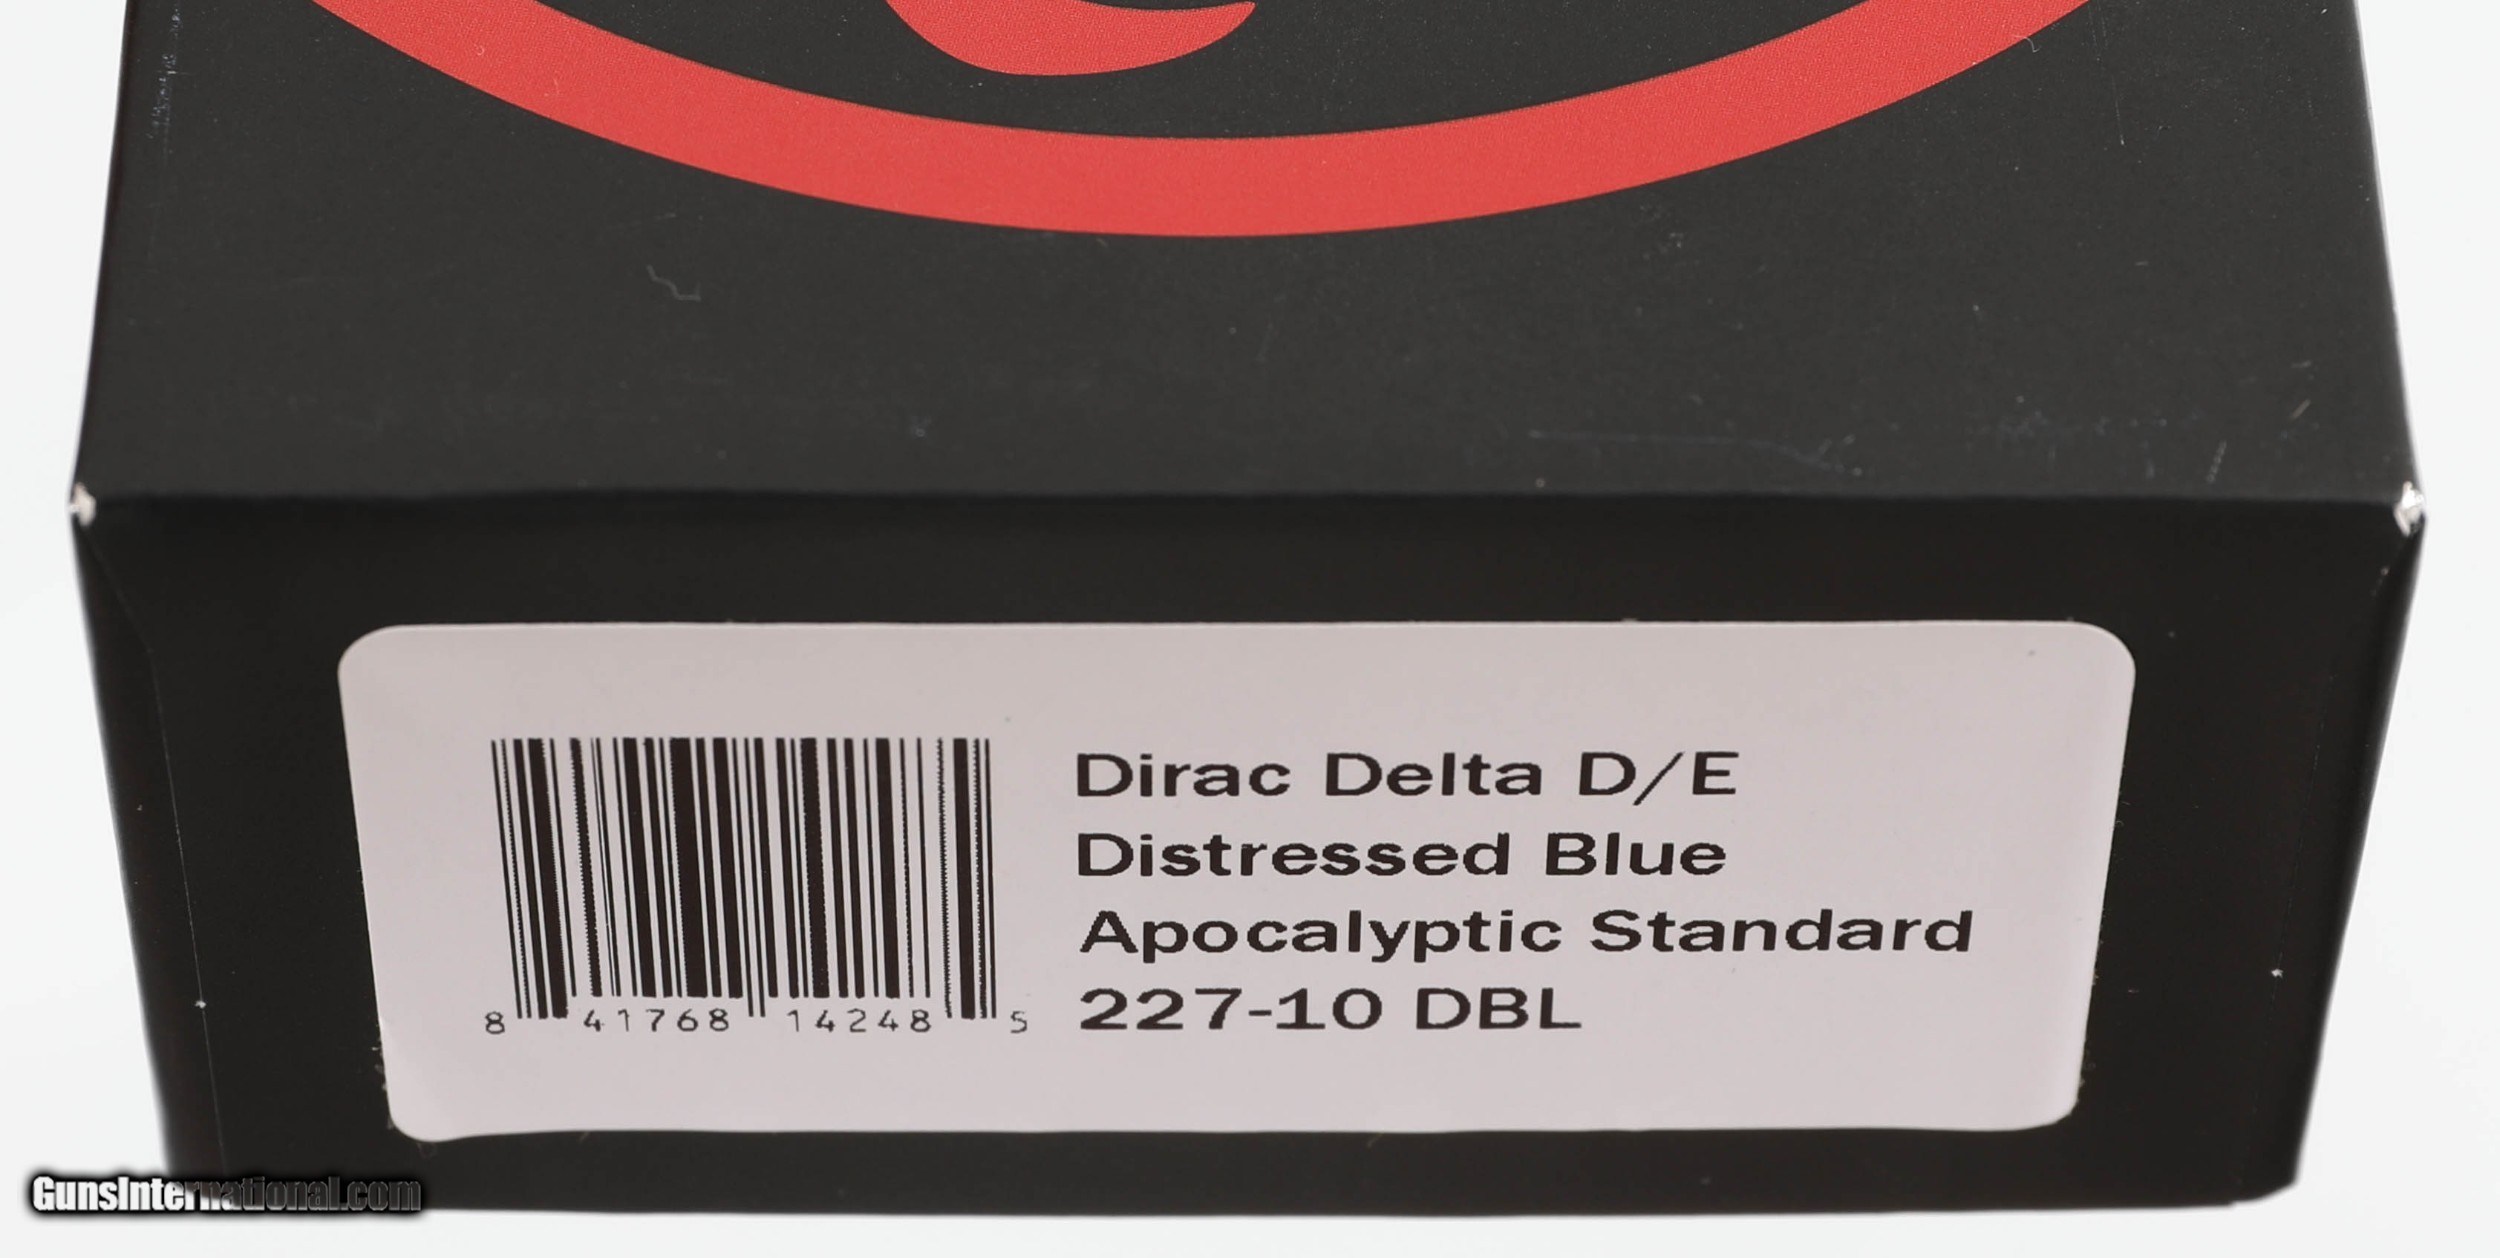 Dirac Delta D/E
Distressed Blue
Apocalyptic Standard
227-10 DBL
8 41768 14248 5
GunsInternational.com